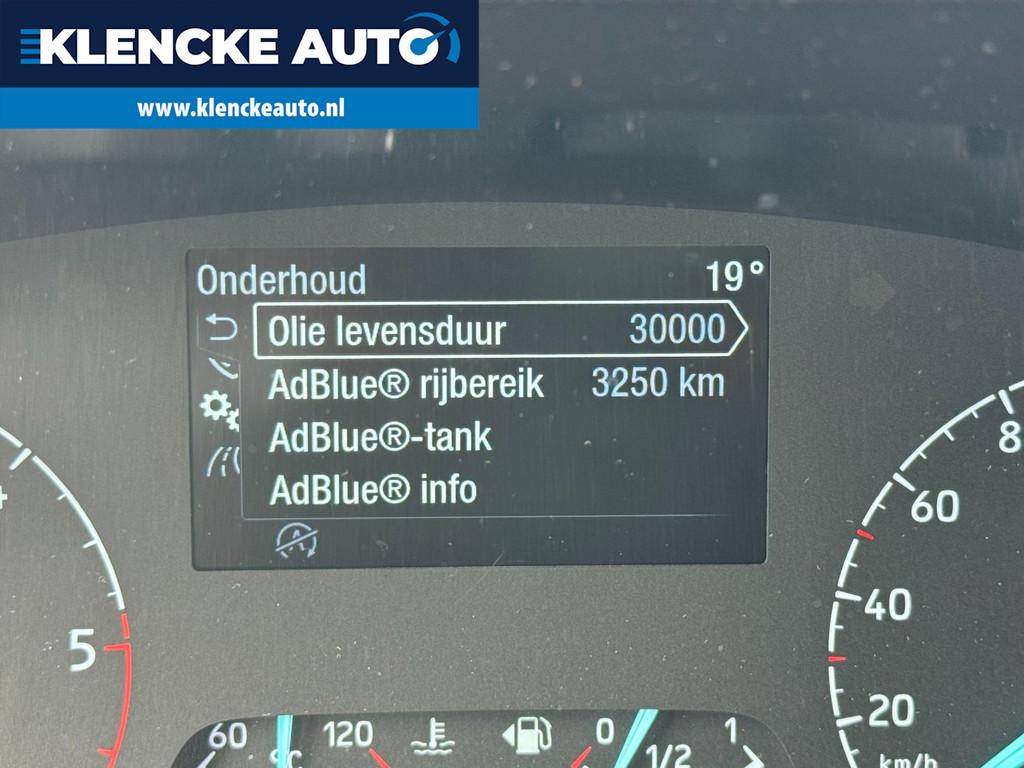 KLENCKE AUTO
www.klenckeauto.nl
Onderhoud 19°
Olie levensduur 30000
AdBlue® rijbereik 3250 km
AdBlue®-tank
AdBlue® info
A
8
60
40
20
km/h
5
60 120 0 1/2 1
°C